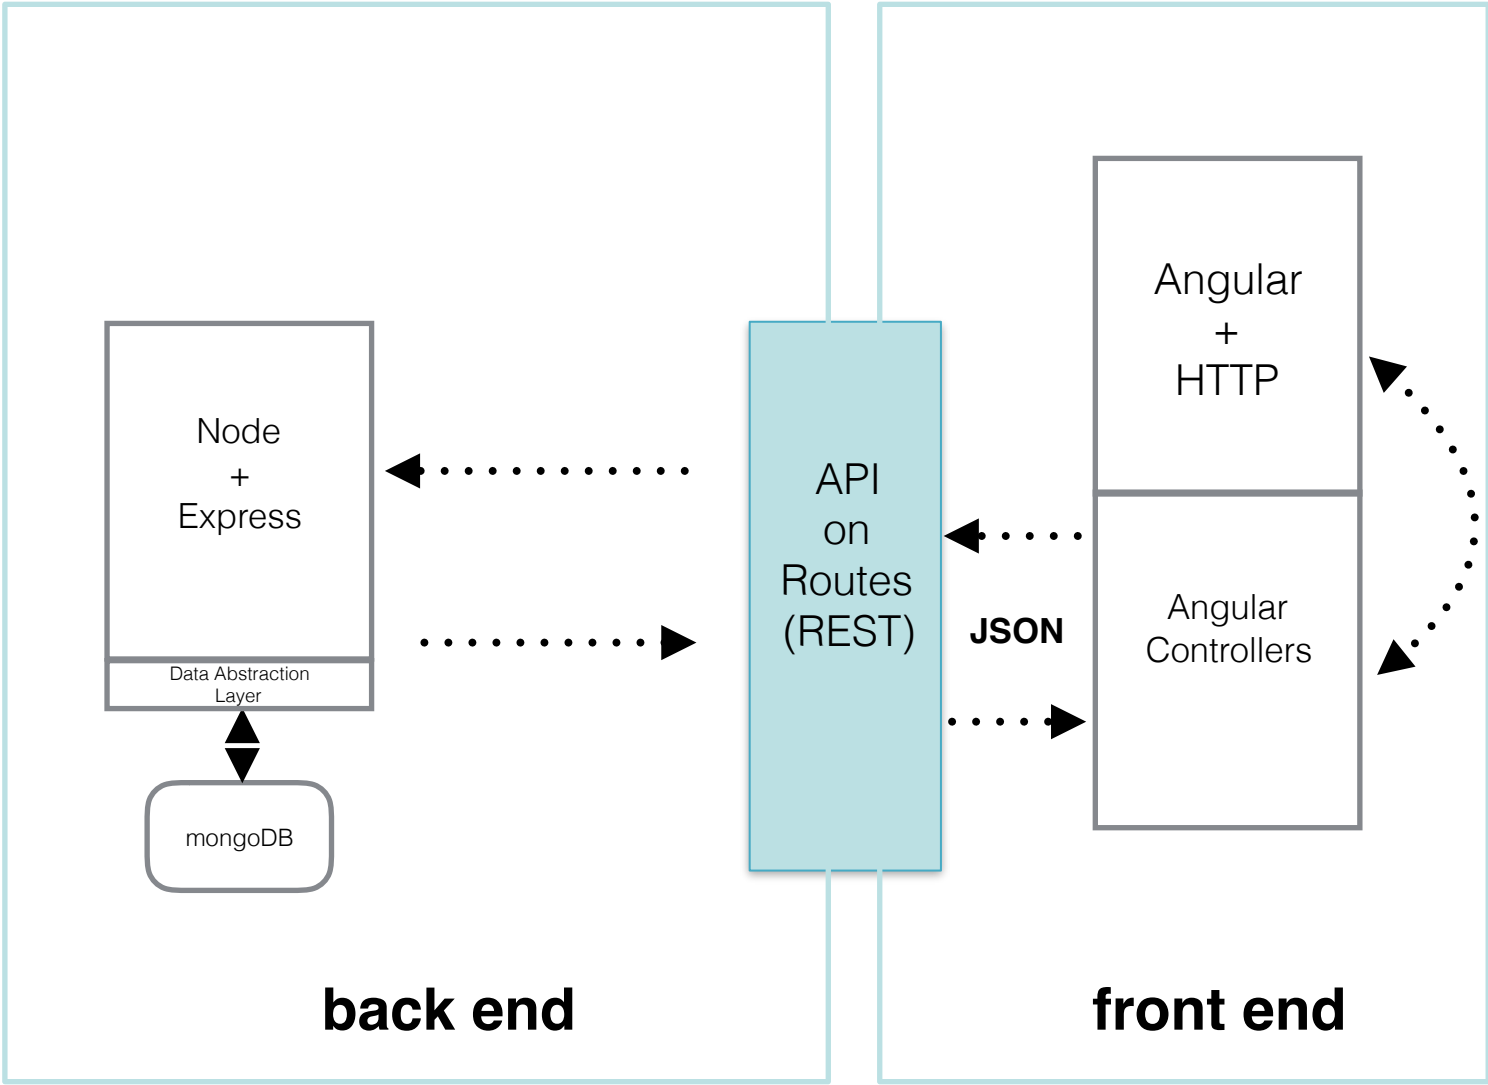 Node
+
Express
Data Abstraction
Layer
mongoDB
back end
API
on
Routes
(REST)
JSON
Angular
+
HTTP
Angular
Controllers
front end